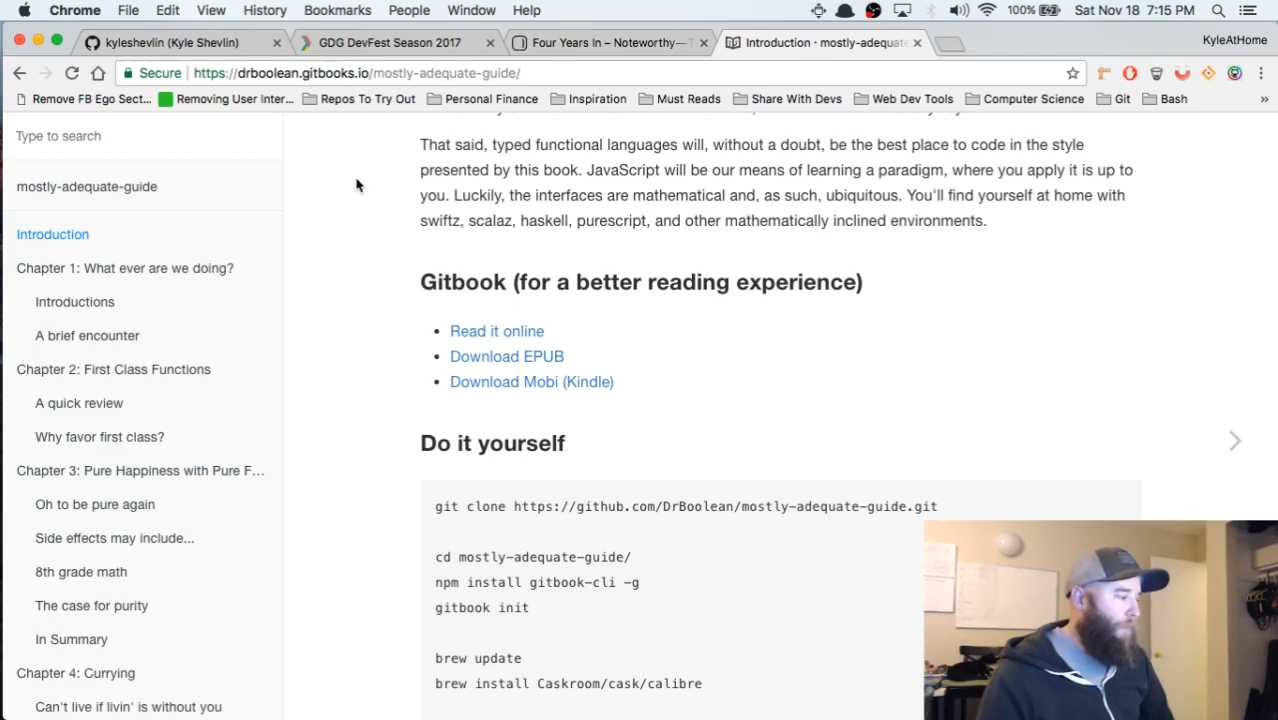 Chrome File Edit View History Bookmarks People Window Help 100% Sat Nov 18 7:15 PM
kyleshevlin (Kyle Shevlin) GDG DevFest Season 2017 Four Years In – Noteworthy— Introduction · mostly-adequate KyleAtHome
Secure https://drboolean.gitbooks.io/mostly-adequate-guide/
Remove FB Ego Sect... Removing User Inter... Repos To Try Out Personal Finance Inspiration Must Reads Share With Devs Web Dev Tools Computer Science Git Bash »
Type to search
mostly-adequate-guide
Introduction
Chapter 1: What ever are we doing?
Introductions
A brief encounter
Chapter 2: First Class Functions
A quick review
Why favor first class?
Chapter 3: Pure Happiness with Pure F...
Oh to be pure again
Side effects may include...
8th grade math
The case for purity
In Summary
Chapter 4: Currying
Can't live if livin' is without you
That said, typed functional languages will, without a doubt, be the best place to code in the style
presented by this book. JavaScript will be our means of learning a paradigm, where you apply it is up to
you. Luckily, the interfaces are mathematical and, as such, ubiquitous. You'll find yourself at home with
swiftz, scalaz, haskell, purescript, and other mathematically inclined environments.
Gitbook (for a better reading experience)
• Read it online
• Download EPUB
• Download Mobi (Kindle)
Do it yourself
git clone https://github.com/DrBoolean/mostly-adequate-guide.git
cd mostly-adequate-guide/
npm install gitbook-cli -g
gitbook init
brew update
brew install Caskroom/cask/calibre